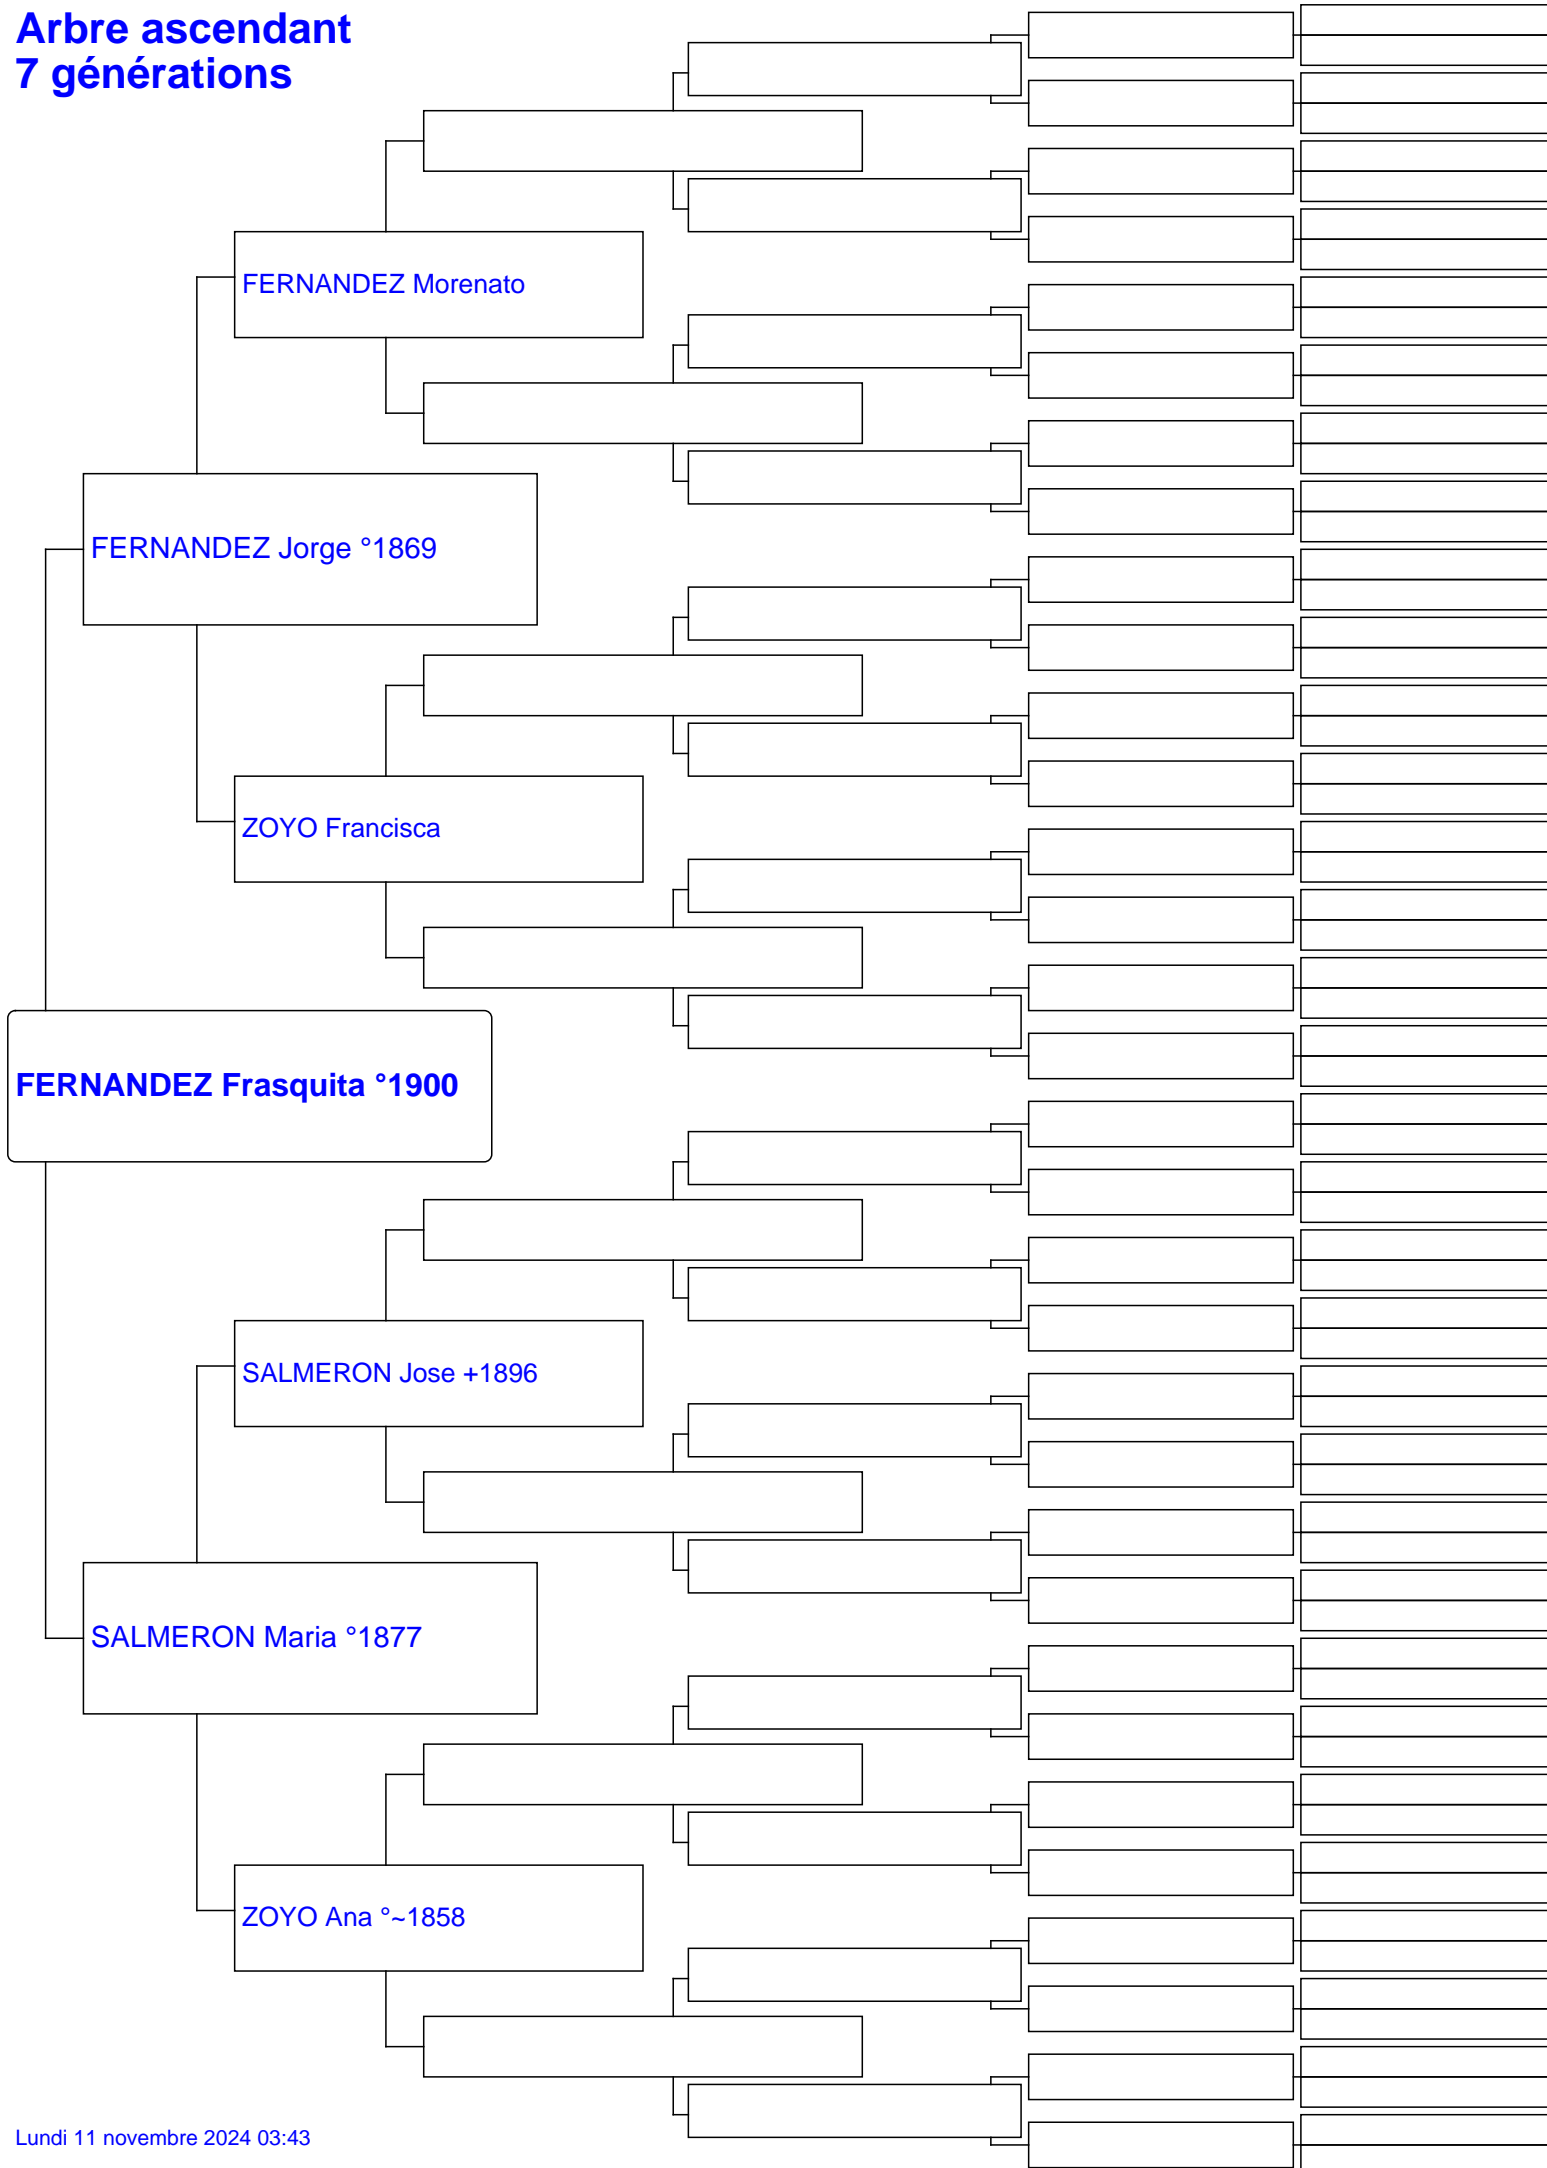 Arbre ascendant
7 générations
FERNANDEZ Morenato
FERNANDEZ Jorge °1869
ZOYO Francisca
FERNANDEZ Frasquita °1900
SALMERON Jose +1896
SALMERON Maria °1877
ZOYO Ana °~1858
Lundi 11 novembre 2024 03:43